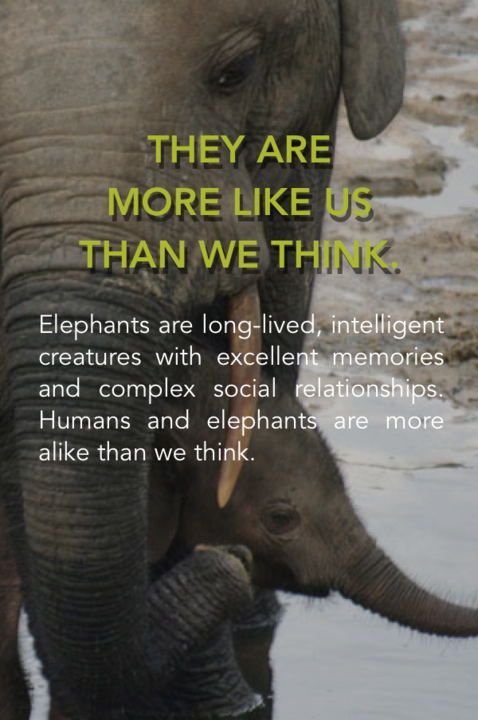 THEY ARE
MORE LIKE US
THAN WE THINK.
Elephants are long-lived, intelligent
creatures with excellent memories
and complex social relationships.
Humans and elephants are more
alike than we think.